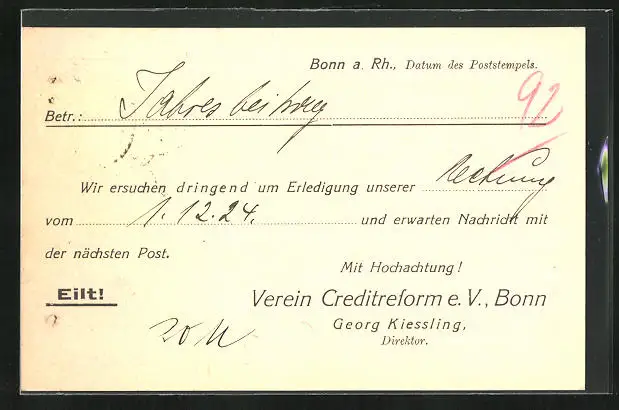 Bonn a. Rh., Datum des Poststempels.
92
Betr.: Jahresbeitrag
Wir ersuchen dringend um Erledigung unserer Rechnung
vom 1.12.24. und erwarten Nachricht mit
der nächsten Post.
Mit Hochachtung!
Eilt!
Verein Creditreform e. V., Bonn
Georg Kiessling,
Direktor.
20 M